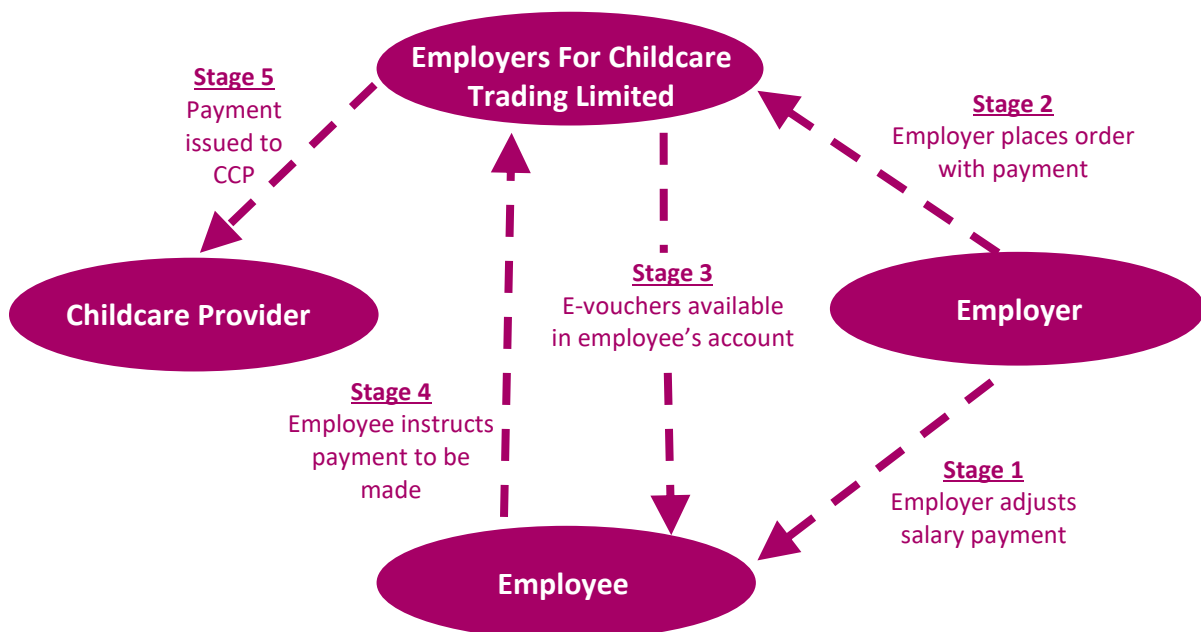 Employers For Childcare
Trading Limited
Stage 5
Payment
issued to
CCP
Stage 2
Employer places order
with payment
Childcare Provider
Stage 3
E-vouchers available
in employee’s account
Employer
Stage 4
Employee instructs
payment to be
made
Stage 1
Employer adjusts
salary payment
Employee